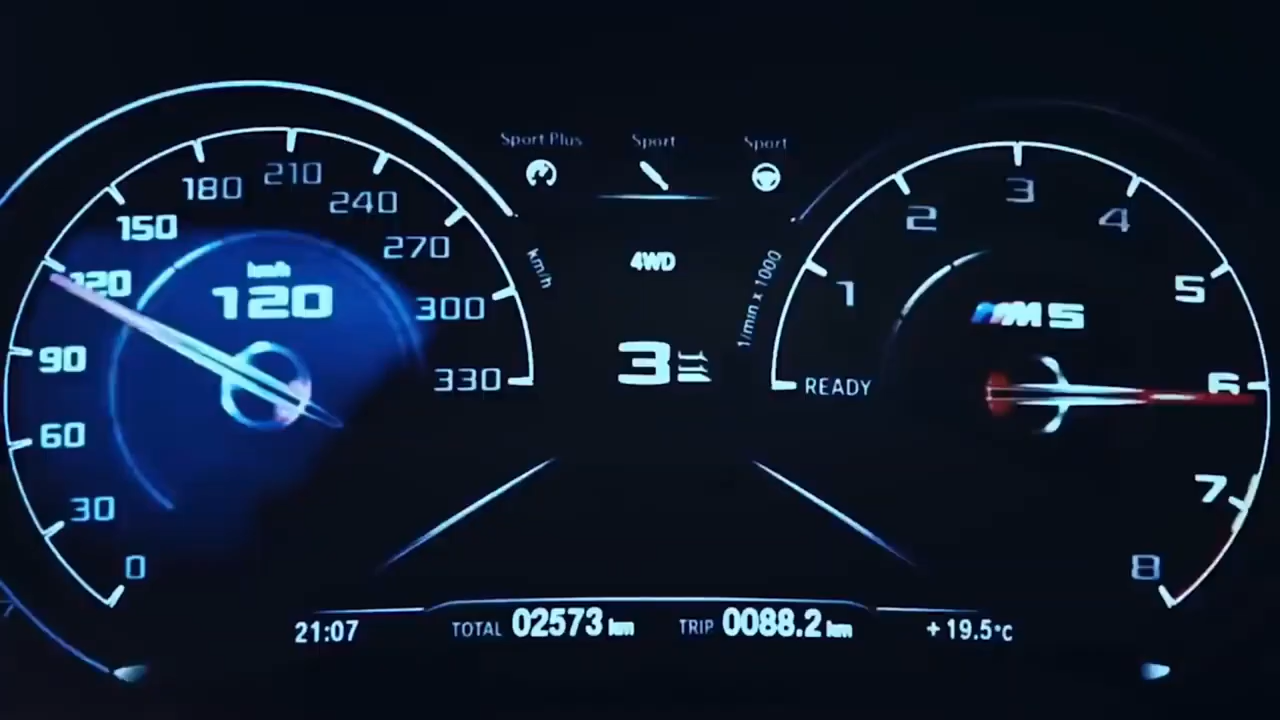 Sport Plus
Sport
Sport
180
210
240
150
270
120
300
90
330
60
30
0
km/h
km/h
120
4WD
3
1/min x 1000
READY
1
2
3
4
5
6
7
8
M5
21:07
TOTAL 02573 km
TRIP 0088.2 km
+19.5°C